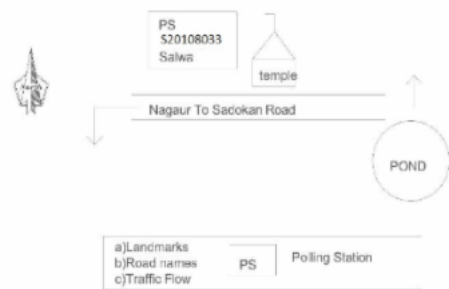 PS
S20108033
Salwa
temple
Nagaur To Sadokan Road
POND
a)Landmarks
b)Road names
c)Traffic Flow
PS
Polling Station